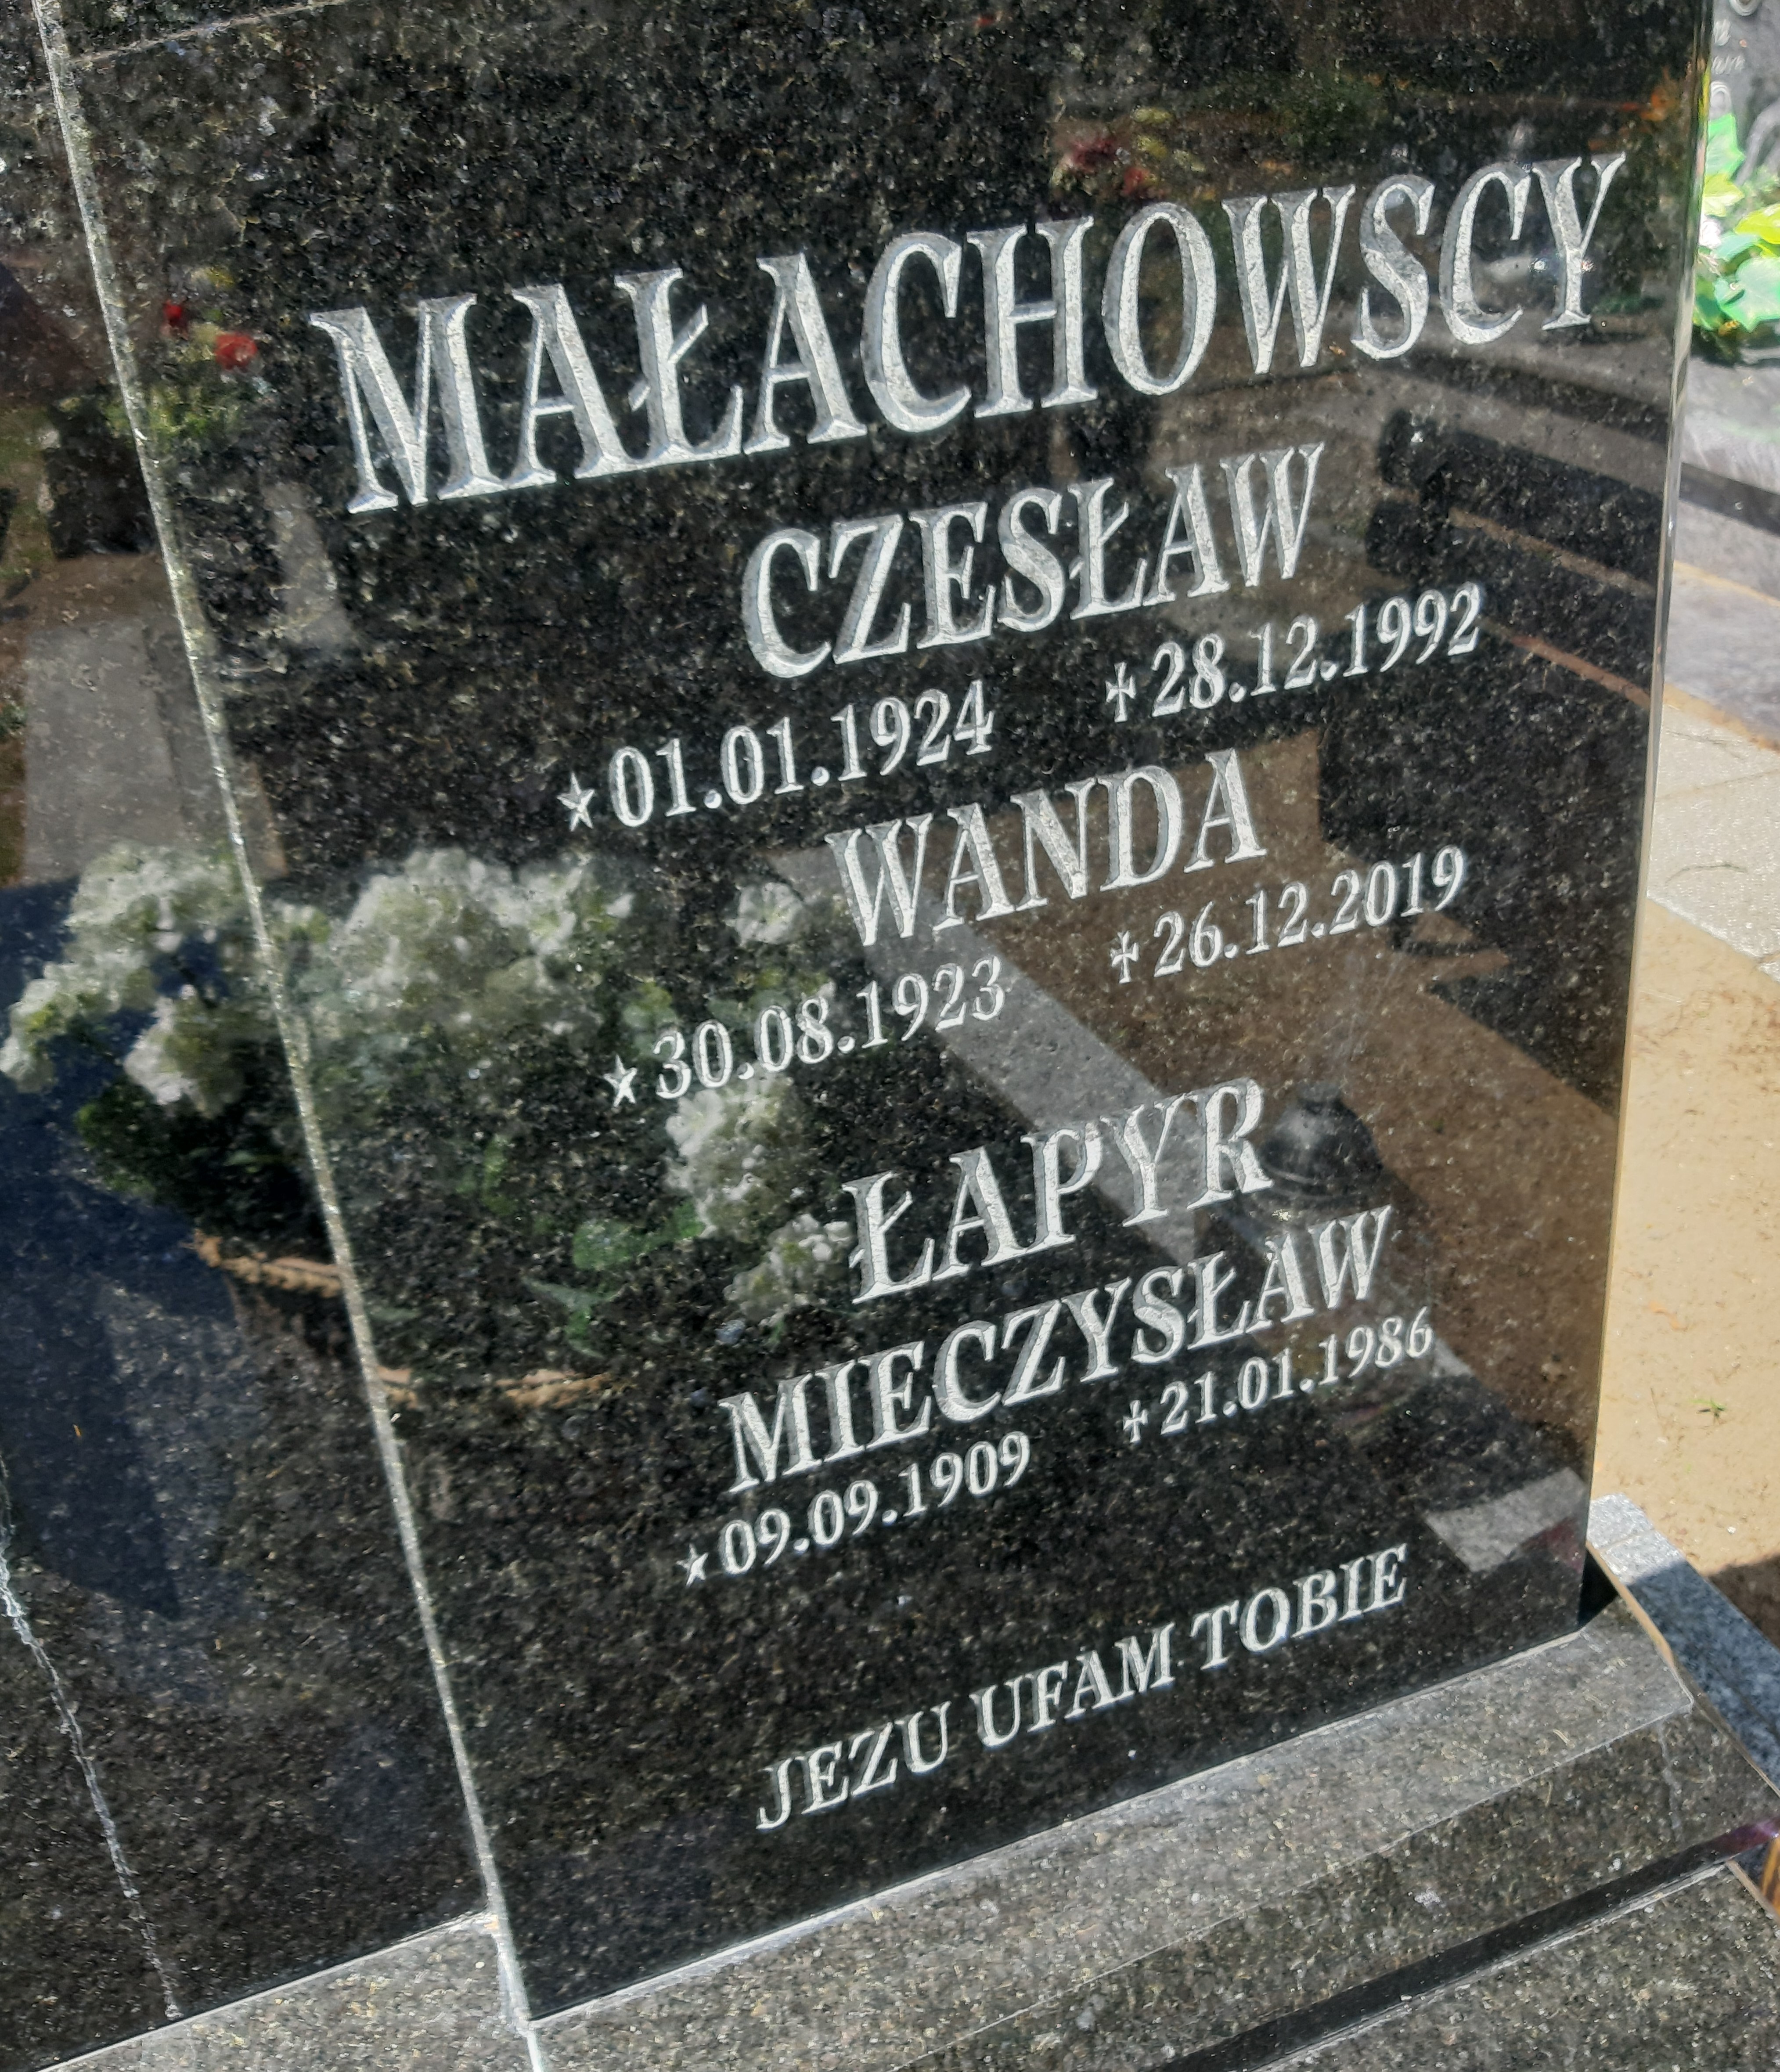 MAŁACHOWSCY
CZESŁAW
★ 01.01.1924 ✝ 28.12.1992
WANDA
★ 30.08.1923 ✝ 26.12.2019
ŁAPYR
MIECZYSŁAW
★ 09.09.1909 ✝ 21.01.1986
JEZU UFAM TOBIE